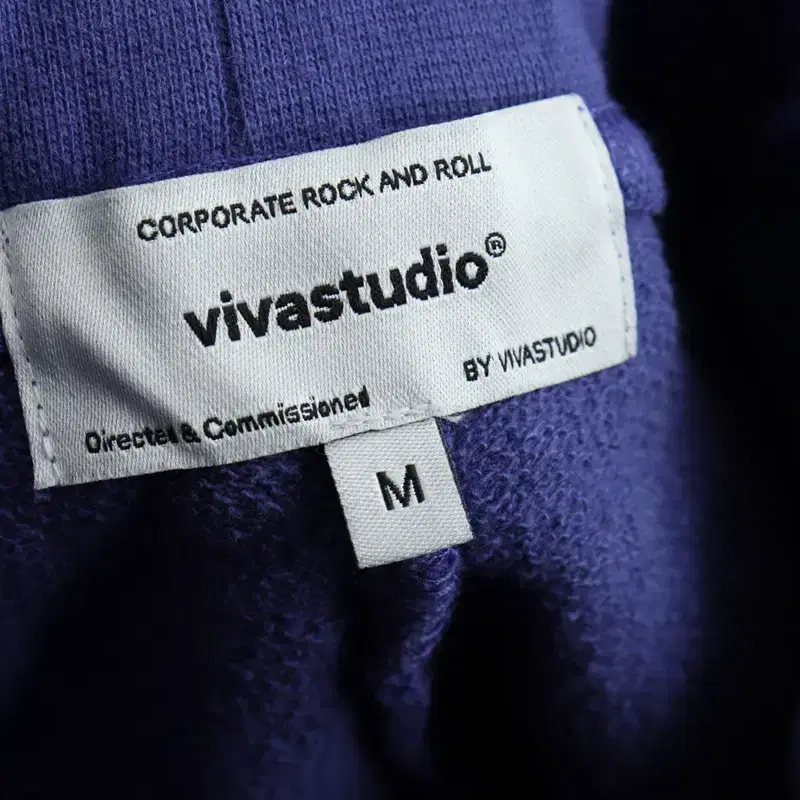 CORPORATE ROCK AND ROLL
vivastudio®
BY VIVASTUDIO
Directed & Commissioned
M